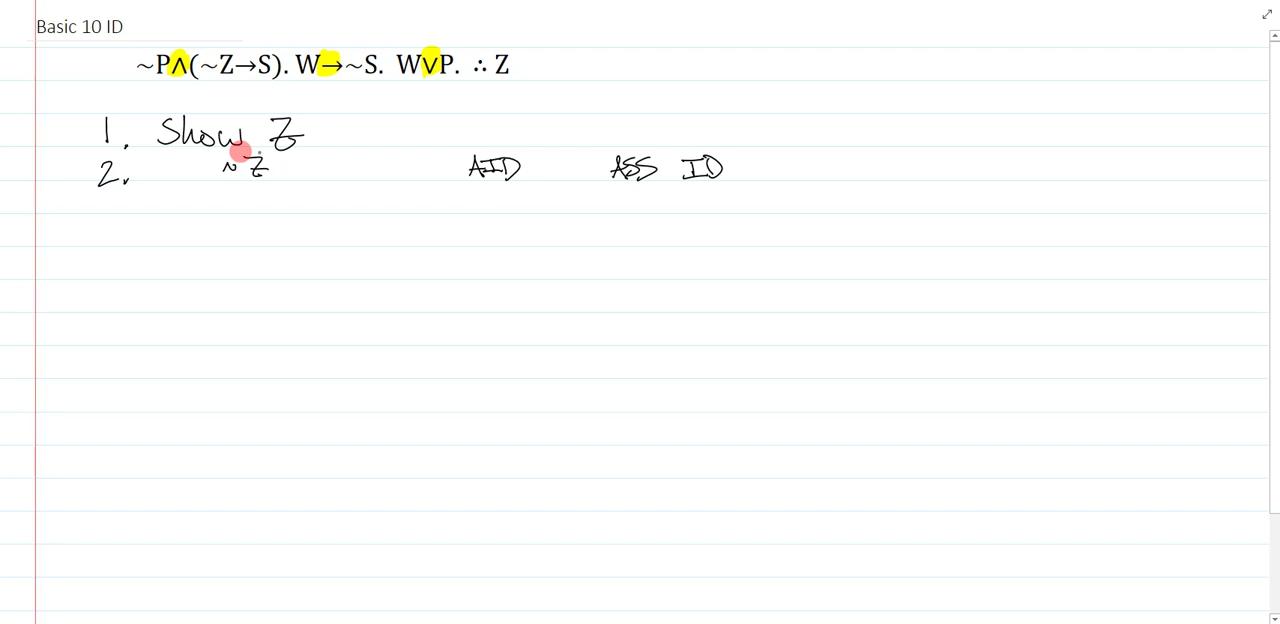 Basic 10 ID
~P∧(~Z→S). W→~S. W∨P. ∴ Z
1. Show Z
2. ~Z AID ASS ID